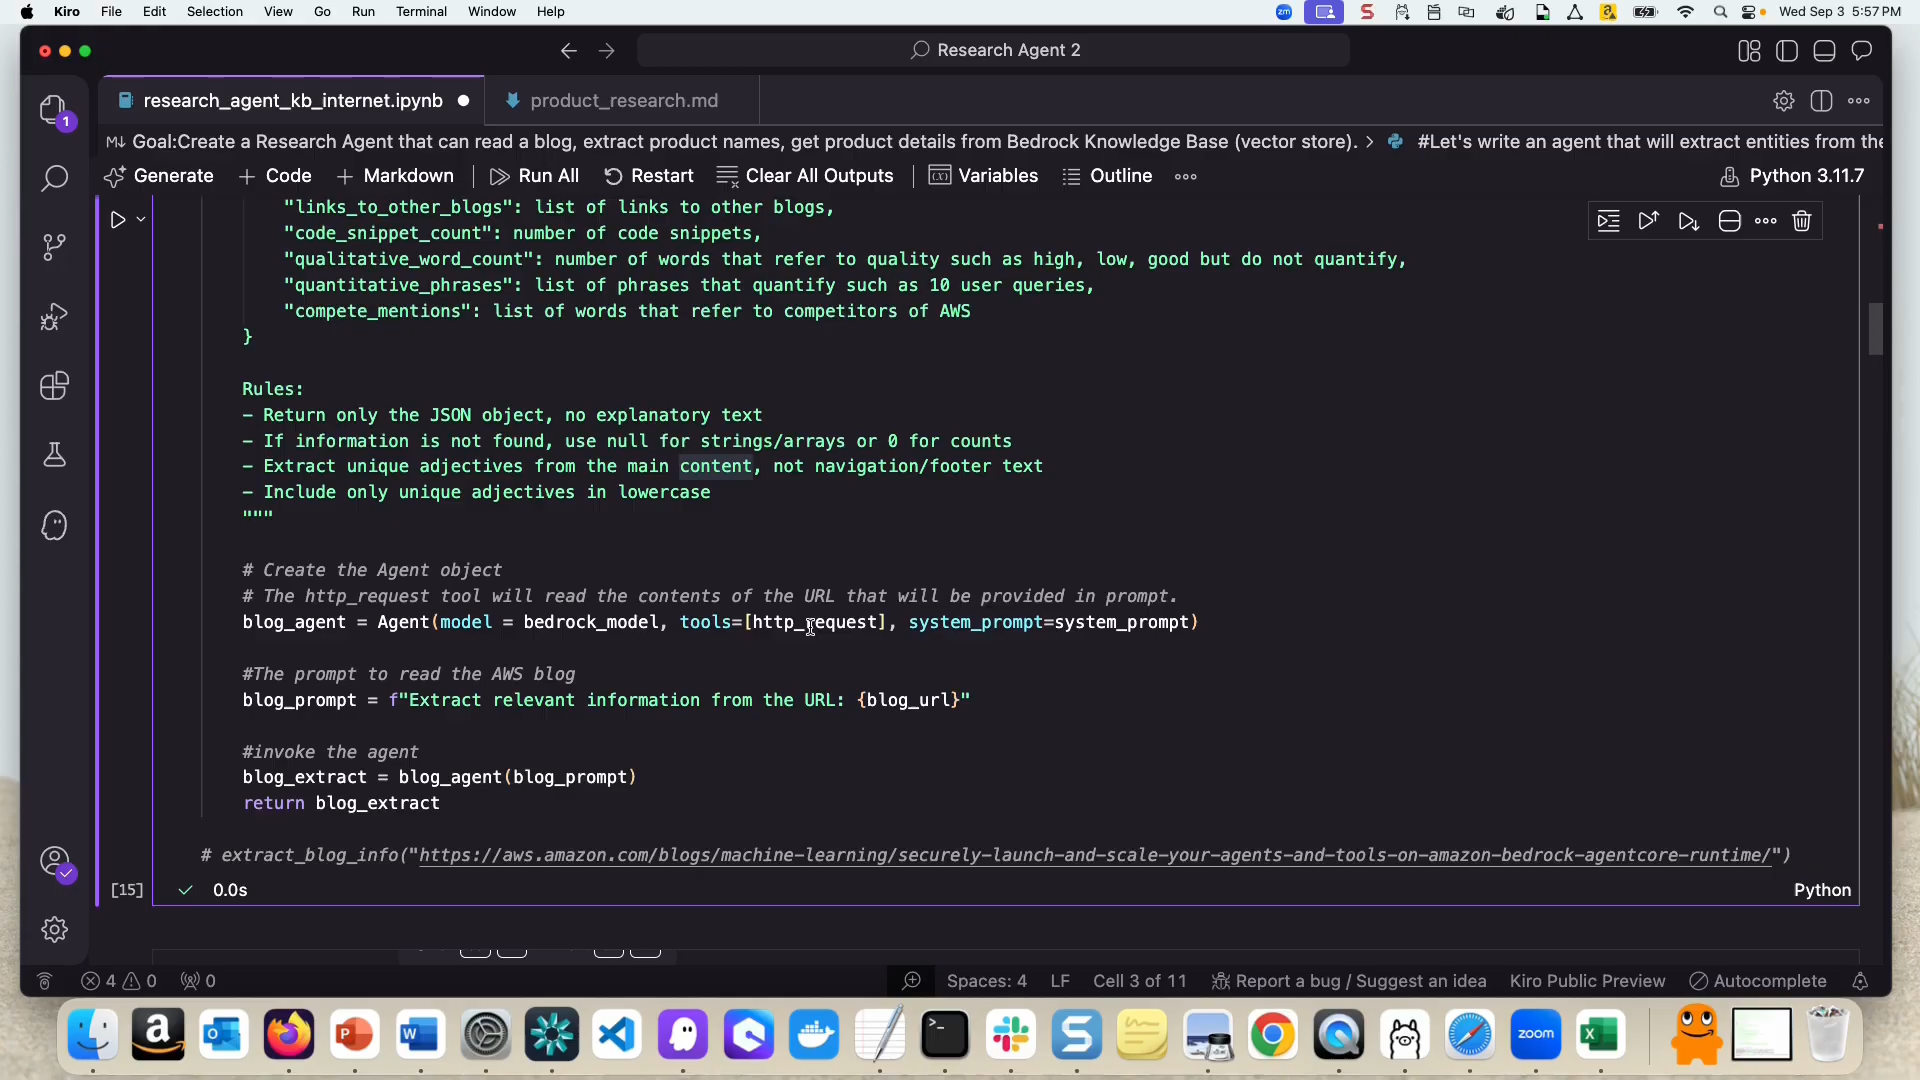 Kiro File Edit Selection View Go Run Terminal Window Help Wed Sep 3 5:57 PM
Research Agent 2
research_agent_kb_internet.ipynb product_research.md
Goal:Create a Research Agent that can read a blog, extract product names, get product details from Bedrock Knowledge Base (vector store). > #Let's write an agent that will extract entities from the
Generate + Code + Markdown Run All Restart Clear All Outputs Variables Outline Python 3.11.7
"links_to_other_blogs": list of links to other blogs,
"code_snippet_count": number of code snippets,
"qualitative_word_count": number of words that refer to quality such as high, low, good but do not quantify,
"quantitative_phrases": list of phrases that quantify such as 10 user queries,
"compete_mentions": list of words that refer to competitors of AWS
}
Rules:
- Return only the JSON object, no explanatory text
- If information is not found, use null for strings/arrays or 0 for counts
- Extract unique adjectives from the main content, not navigation/footer text
- Include only unique adjectives in lowercase
"""
# Create the Agent object
# The http_request tool will read the contents of the URL that will be provided in prompt.
blog_agent = Agent(model = bedrock_model, tools=[http_request], system_prompt=system_prompt)
#The prompt to read the AWS blog
blog_prompt = f"Extract relevant information from the URL: {blog_url}"
#invoke the agent
blog_extract = blog_agent(blog_prompt)
return blog_extract
# extract_blog_info("https://aws.amazon.com/blogs/machine-learning/securely-launch-and-scale-your-agents-and-tools-on-amazon-bedrock-agentcore-runtime/")
[15] 0.0s Python
4 0 0 Spaces: 4 LF Cell 3 of 11 Report a bug / Suggest an idea Kiro Public Preview Autocomplete
zoom